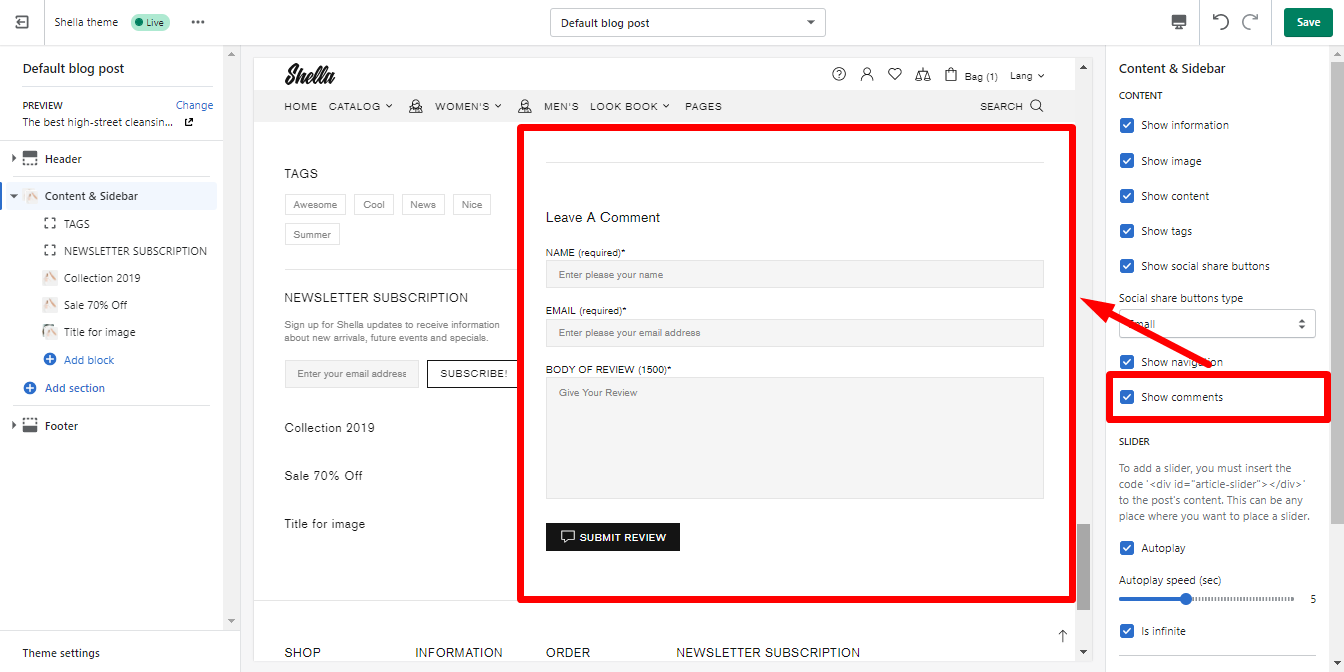 Shella theme
Live
Default blog post
Save
Default blog post
PREVIEW
Change
The best high-street cleansin...
Header
Content & Sidebar
TAGS
NEWSLETTER SUBSCRIPTION
Collection 2019
Sale 70% Off
Title for image
Add block
Add section
Footer
Theme settings
Shella
Bag (1)
Lang
HOME
CATALOG
WOMEN'S
MEN'S
LOOK BOOK
PAGES
SEARCH
TAGS
Awesome
Cool
News
Nice
Summer
NEWSLETTER SUBSCRIPTION
Sign up for Shella updates to receive information
about new arrivals, future events and specials.
Enter your email address
SUBSCRIBE!
Collection 2019
Sale 70% Off
Title for image
Leave A Comment
NAME (required)*
Enter please your name
EMAIL (required)*
Enter please your email address
BODY OF REVIEW (1500)*
Give Your Review
SUBMIT REVIEW
SHOP
INFORMATION
ORDER
NEWSLETTER SUBSCRIPTION
Content & Sidebar
CONTENT
Show information
Show image
Show content
Show tags
Show social share buttons
Social share buttons type
Small
Show navigation
Show comments
SLIDER
To add a slider, you must insert the
code '<div id="article-slider"></div>'
to the post's content. This can be any
place where you want to place a slider.
Autoplay
Autoplay speed (sec)
5
Is infinite